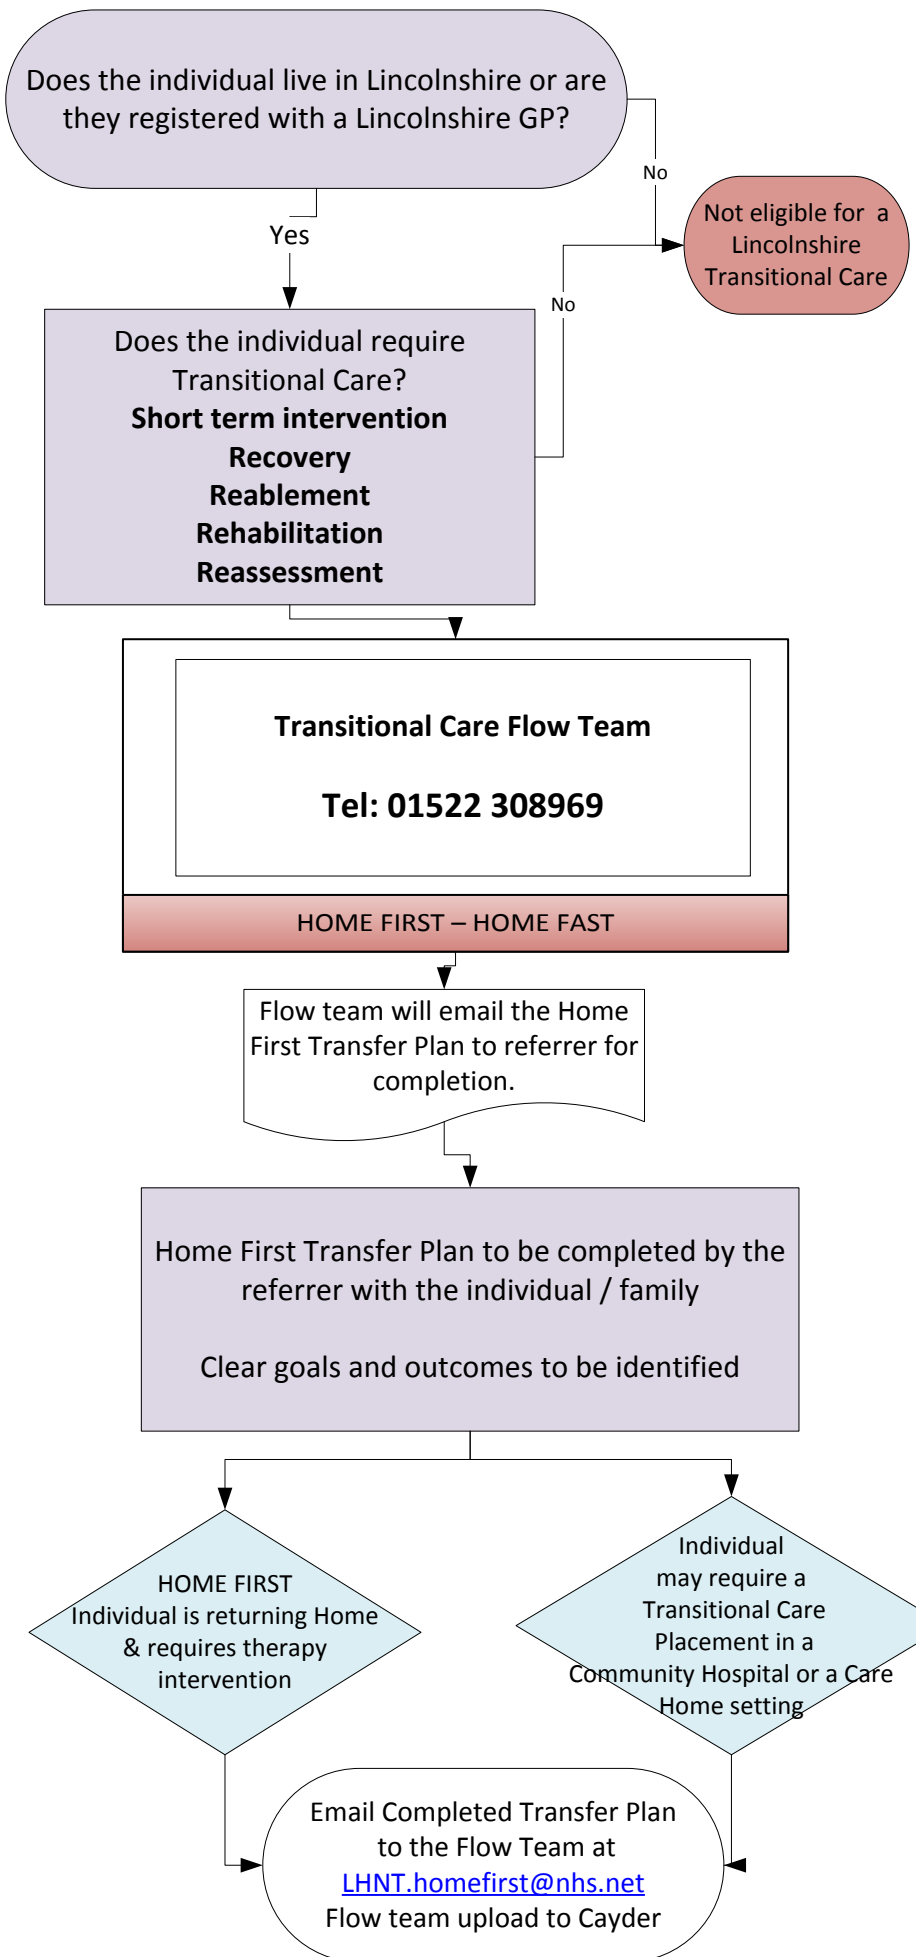 Does the individual live in Lincolnshire or are
they registered with a Lincolnshire GP?
No
Not eligible for a
Lincolnshire
Transitional Care
Yes
No
Does the individual require
Transitional Care?
Short term intervention
Recovery
Reablement
Rehabilitation
Reassessment
Transitional Care Flow Team
Tel: 01522 308969
HOME FIRST – HOME FAST
Flow team will email the Home
First Transfer Plan to referrer for
completion.
Home First Transfer Plan to be completed by the
referrer with the individual / family
Clear goals and outcomes to be identified
HOME FIRST
Individual is returning Home
& requires therapy
intervention
Individual
may require a
Transitional Care
Placement in a
Community Hospital or a Care
Home setting
Email Completed Transfer Plan
to the Flow Team at
LHNT.homefirst@nhs.net
Flow team upload to Cayder